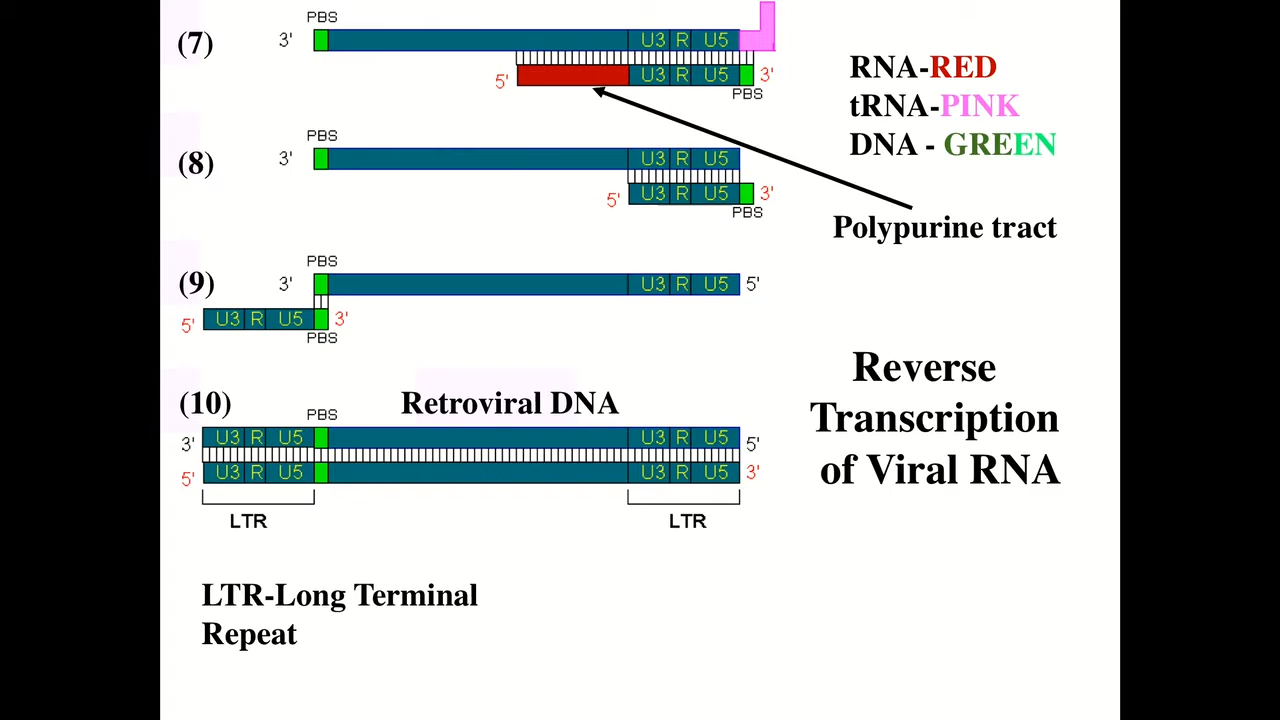 PBS
(7)
3'
U3 R U5
5'
U3 R U5
3'
PBS
RNA-RED
tRNA-PINK
DNA - GREEN
PBS
(8)
3'
U3 R U5
5'
U3 R U5
3'
PBS
Polypurine tract
PBS
(9)
3'
U3 R U5
5'
5'
U3 R U5
3'
PBS
Reverse
Transcription
of Viral RNA
(10)
Retroviral DNA
PBS
3'
U3 R U5
U3 R U5
5'
5'
U3 R U5
U3 R U5
3'
LTR
LTR
LTR-Long Terminal
Repeat